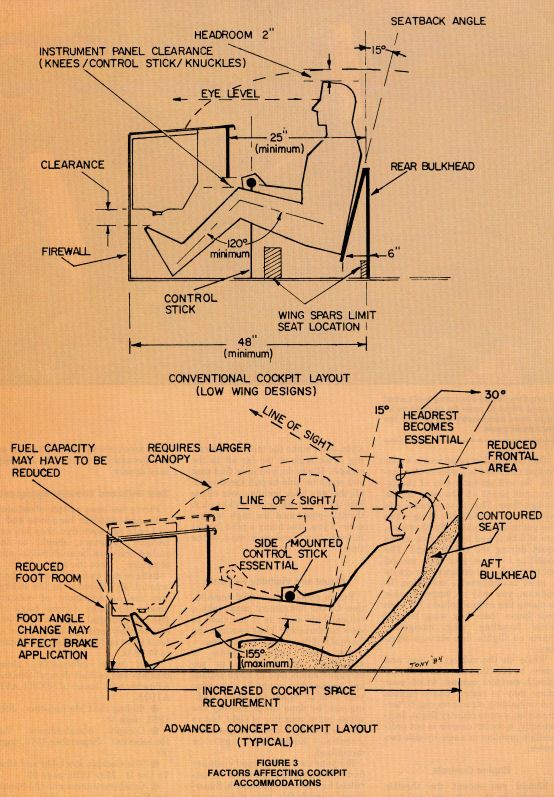 SEATBACK ANGLE
HEADROOM 2"
15°
INSTRUMENT PANEL CLEARANCE
(KNEES/CONTROL STICK/KNUCKLES)
EYE LEVEL
25"
(minimum)
CLEARANCE
REAR BULKHEAD
120°
minimum
FIREWALL
6"
CONTROL
STICK
WING SPARS LIMIT
SEAT LOCATION
48"
(minimum)
CONVENTIONAL COCKPIT LAYOUT
(LOW WING DESIGNS)
30°
15°
LINE OF SIGHT
HEADREST
BECOMES
ESSENTIAL
FUEL CAPACITY
MAY HAVE TO BE
REDUCED
REQUIRES LARGER
CANOPY
REDUCED
FRONTAL
AREA
LINE OF SIGHT
CONTOURED
SEAT
SIDE MOUNTED
CONTROL STICK
ESSENTIAL
REDUCED
FOOT ROOM
AFT
BULKHEAD
FOOT ANGLE
CHANGE MAY
AFFECT BRAKE
APPLICATION
155°
(maximum)
TONY '84
INCREASED COCKPIT SPACE
REQUIREMENT
ADVANCED CONCEPT COCKPIT LAYOUT
(TYPICAL)
FIGURE 3
FACTORS AFFECTING COCKPIT
ACCOMMODATIONS